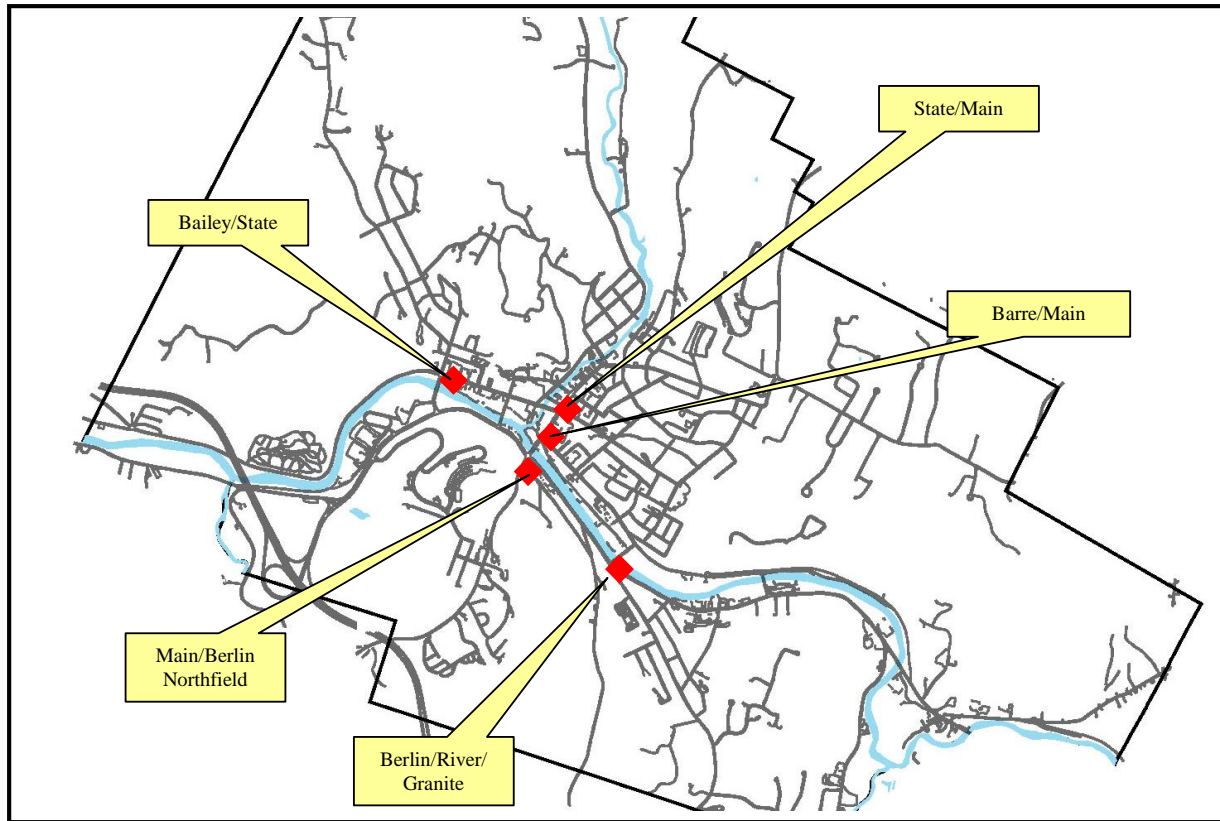 State/Main
Bailey/State
Barre/Main
Main/Berlin
Northfield
Berlin/River/
Granite